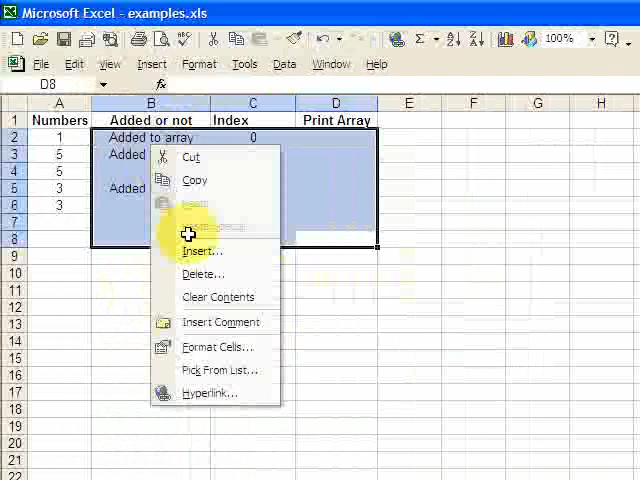 Microsoft Excel - examples.xls
100%
File Edit View Insert Format Tools Data Window Help
D8 fx
A B C D E F G H
1 Numbers Added or not Index Print Array
2 1 Added to array 0
3 5 Added
4 5
5 3 Added
6 3
7
8
9
10
11
12
13
14
15
16
17
18
19
20
21
22
Cut
Copy
Insert...
Delete...
Clear Contents
Insert Comment
Format Cells...
Pick From List...
Hyperlink...